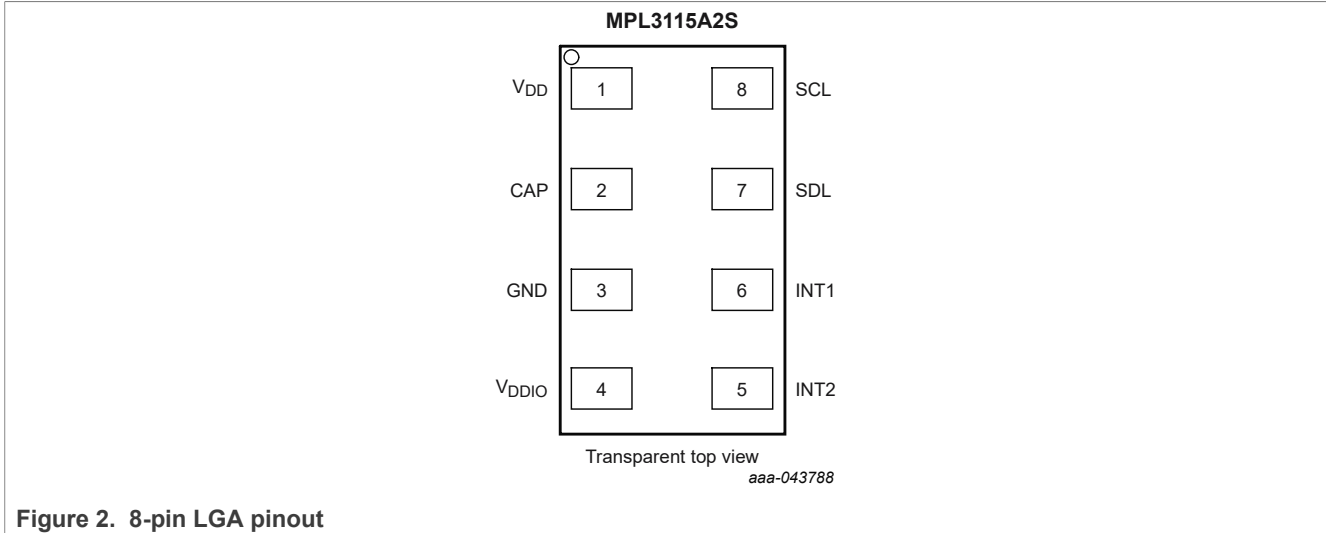 MPL3115A2S
VDD 1 8 SCL
CAP 2 7 SDL
GND 3 6 INT1
VDDIO 4 5 INT2
Transparent top view
aaa-043788
Figure 2. 8-pin LGA pinout